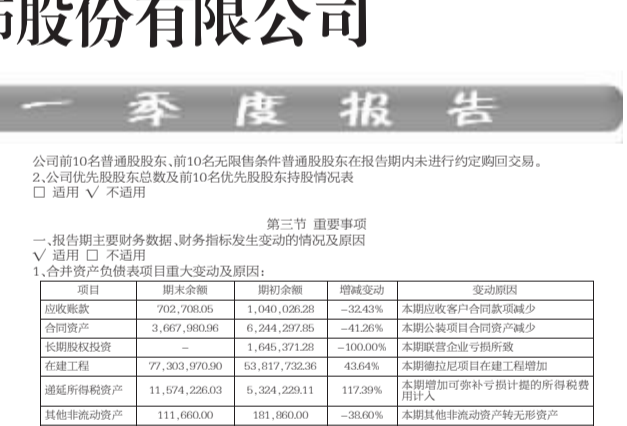 股份有限公司
一季度报告
公司前10名普通股股东、前10名无限售条件普通股股东在报告期内未进行约定购回交易。
2、公司优先股股东总数及前10名优先股股东持股情况表
□ 适用 √ 不适用
第三节 重要事项
一、报告期主要财务数据、财务指标发生变动的情况及原因
√ 适用 □ 不适用
1、合并资产负债表项目重大变动及原因：
项目 期末余额 期初余额 增减变动 变动原因
应收账款 702,708.05 1,040,026.28 -32.43% 本期应收客户合同款项减少
合同资产 3,667,980.96 6,244,297.85 -41.26% 本期公装项目合同资产减少
长期股权投资 - 1,645,371.28 -100.00% 本期联营企业亏损所致
在建工程 77,303,970.90 53,817,732.36 43.64% 本期德拉尼项目在建工程增加
递延所得税资产 11,574,226.03 5,324,229.11 117.39% 本期增加可弥补亏损计提的所得税费
用计入
其他非流动资产 111,660.00 181,860.00 -38.60% 本期其他非流动资产转无形资产